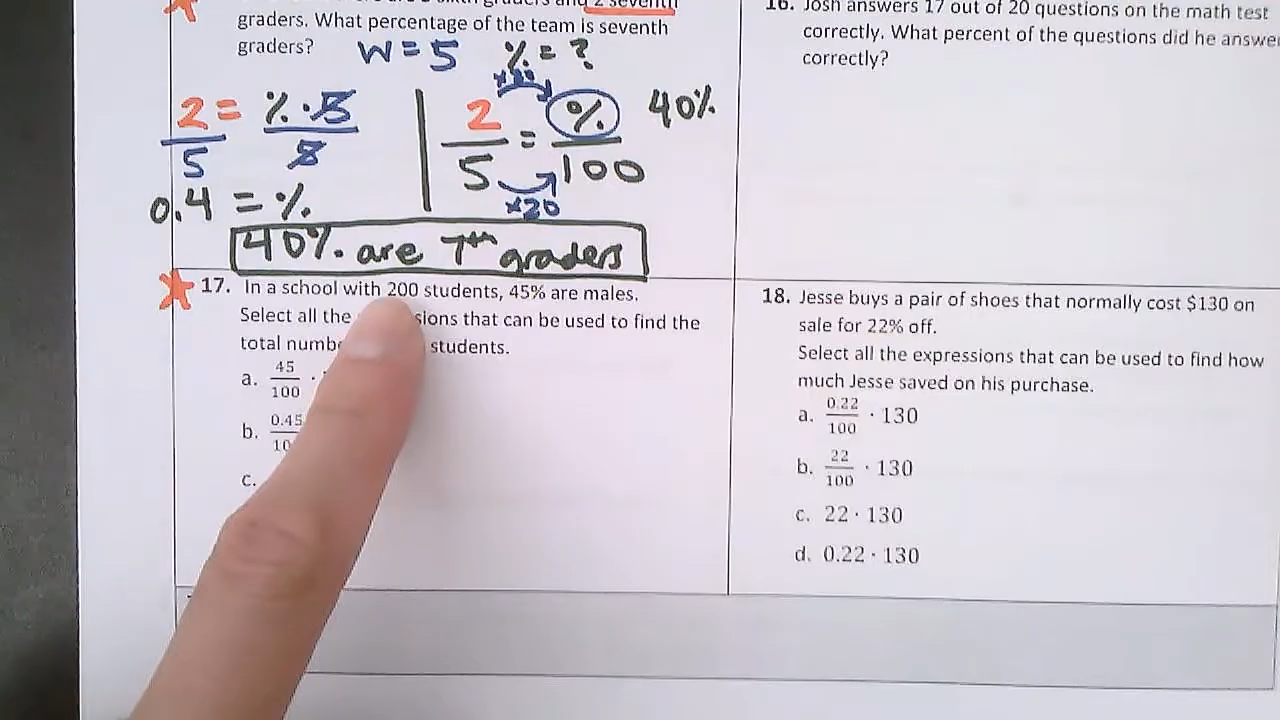 2 seventh
graders. What percentage of the team is seventh
graders?
W = 5 % = ?
2 = % · 5
5 5
0.4 = %
2 = %
5 100
×20
40%
40% are 7th graders
17. In a school with 200 students, 45% are males.
Select all the that can be used to find the
total students.
a. 45/100 ·
b. 0.45
c.
16. Josh answers 17 out of 20 questions on the math test
correctly. What percent of the questions did he
correctly?
18. Jesse buys a pair of shoes that normally cost $130 on
sale for 22% off.
Select all the expressions that can be used to find how
much Jesse saved on his purchase.
a. 0.22/100 · 130
b. 22/100 · 130
c. 22 · 130
d. 0.22 · 130